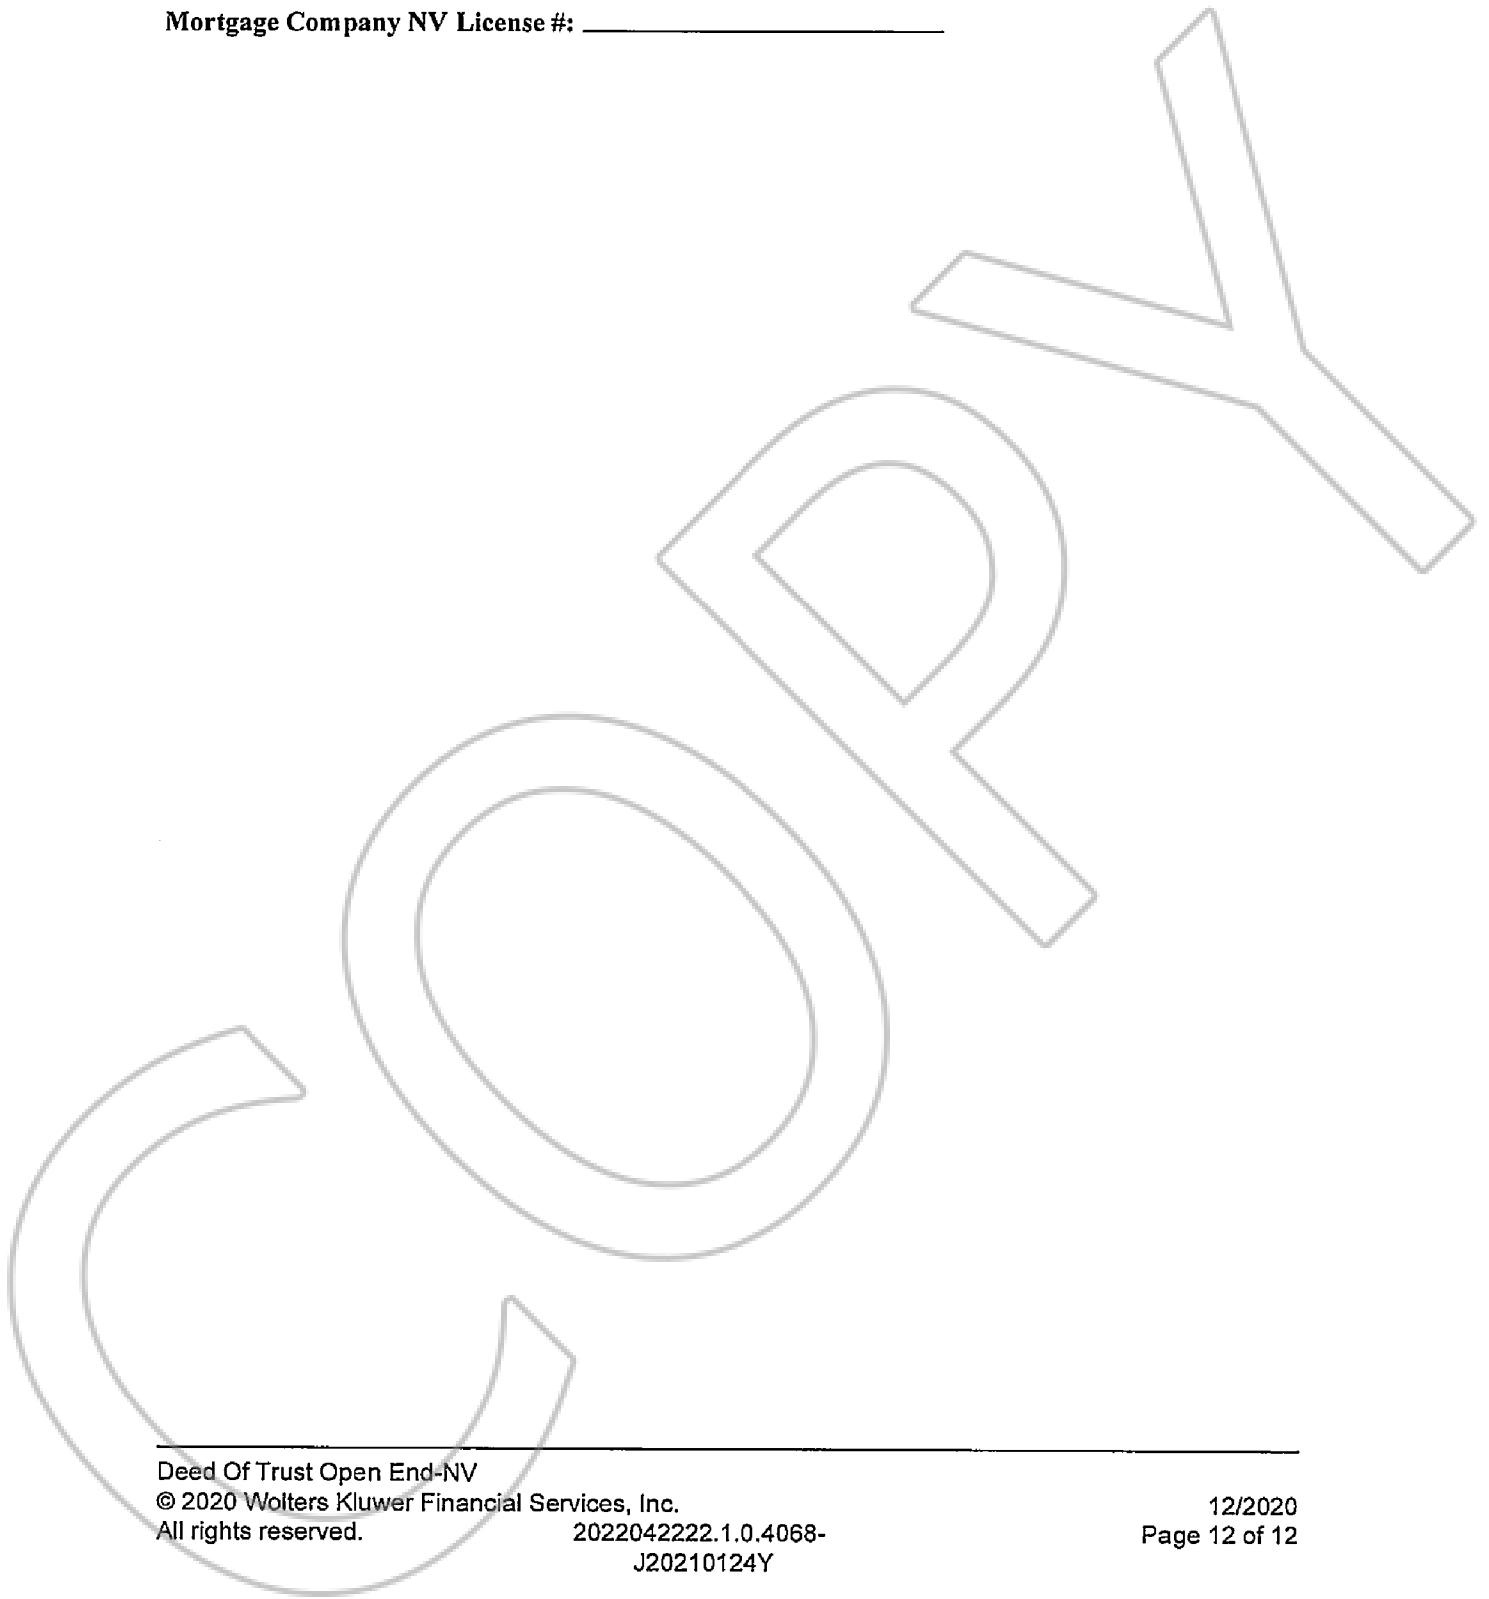 Mortgage Company NV License #: ____________________
COPY
Deed Of Trust Open End-NV
© 2020 Wolters Kluwer Financial Services, Inc.
All rights reserved.
2022042222.1.0.4068-
J20210124Y
12/2020
Page 12 of 12